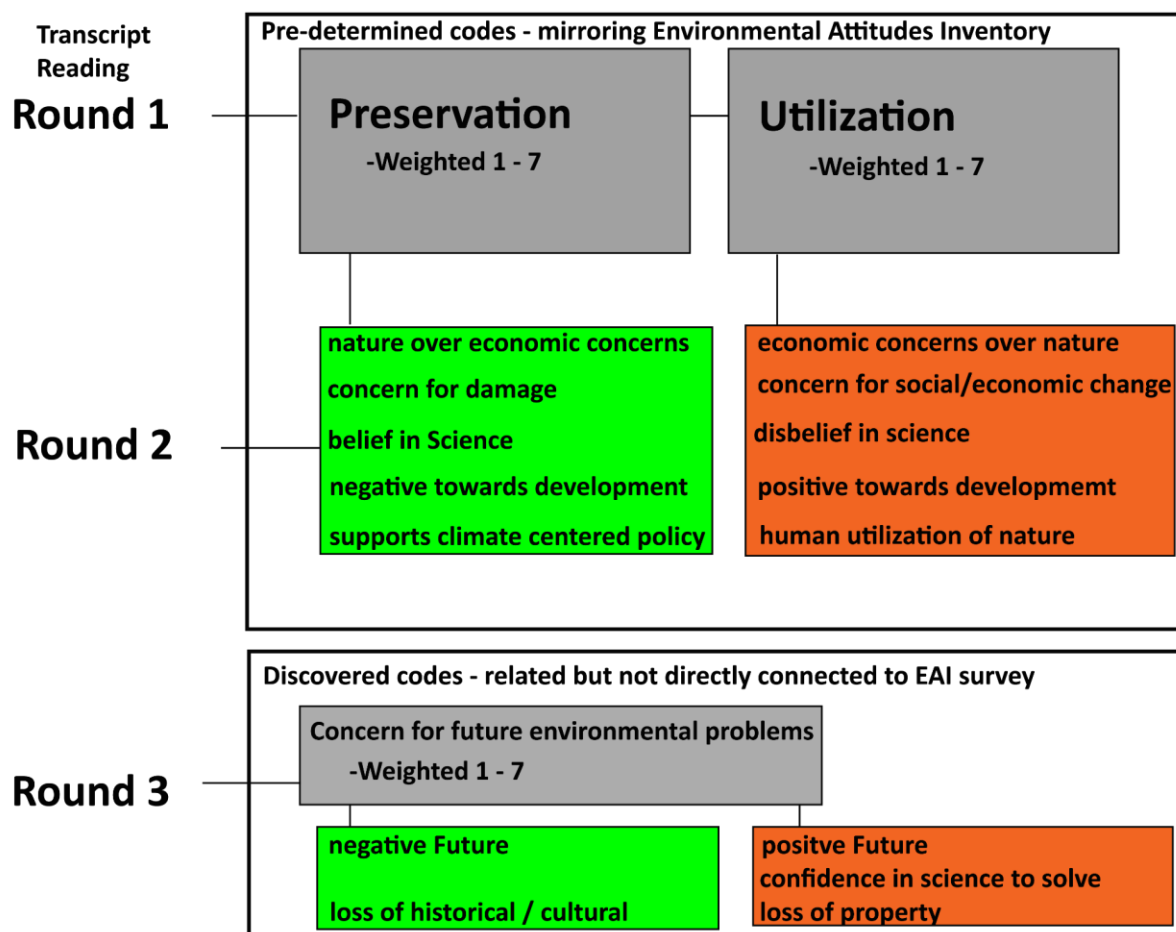 Transcript
Reading
Pre-determined codes - mirroring Environmental Attitudes Inventory
Round 1
Preservation
-Weighted 1 - 7
Utilization
-Weighted 1 - 7
Round 2
nature over economic concerns
concern for damage
belief in Science
negative towards development
supports climate centered policy
economic concerns over nature
concern for social/economic change
disbelief in science
positive towards developmemt
human utilization of nature
Discovered codes - related but not directly connected to EAI survey
Round 3
Concern for future environmental problems
-Weighted 1 - 7
negative Future
loss of historical / cultural
positve Future
confidence in science to solve
loss of property